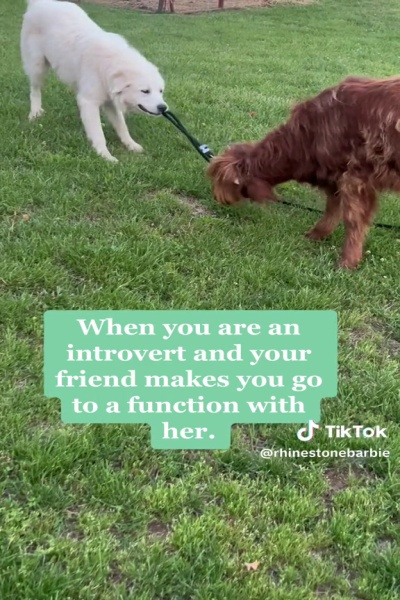 When you are an
introvert and your
friend makes you go
to a function with
her.
TikTok
@rhinestonebarbie